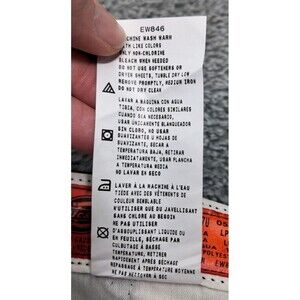 EW846
MACHINE WASH WARM
WITH LIKE COLORS
ONLY NON-CHLORINE
BLEACH WHEN NEEDED
DO NOT USE SOFTENERS OR
DRYER SHEETS, TUMBLE DRY LOW
REMOVE PROMPTLY, MEDIUM IRON
DO NOT DRY CLEAN
LAVAR A MAQUINA CON AGUA
TIBIA, CON COLORES SIMILARES
CUANDO SEA NECESARIO,
USAR UNICAMENTE BLANQUEADOR
SIN CLORO, NO USAR
SUAVIZANTES U HOJAS DE
SUAVIZANTE, SECAR A
TEMPERATURA BAJA, RETIRAR
INMEDIATAMENTE, USAR PLANCHA
A TEMPERATURA MEDIA
NO LAVAR EN SECO
LAVER À LA MACHINE À L'EAU
TIÈDE AVEC DES VÊTEMENTS DE
COULEUR SEMBLABLE
N'UTILISER QUE DU JAVELLISANT
SANS CHLORE AU BESOIN
NE PAS UTILISER
D'ASSOUPLISSANT LIQUIDE OU
EN FEUILLE, SÉCHAGE PAR
CULBUTAGE À BASSE
TEMPERATURE, RETIRER
RAPIDEMENT APRÈS SÉCHAGE
REPASSAGE À TEMPÉRATURE MOYENNE
NE PAS NETTOYER À SEC